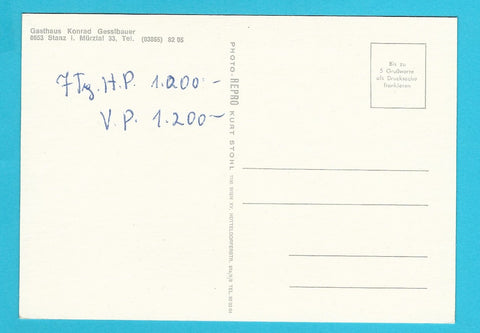 Gasthaus Konrad Gesslbauer
8653 Stanz i. Mürztal 33, Tel. (03865) 82 05
7 Tg. H.P. 1.000.-
V.P. 1.200-
PHOTO-REPRO KURT STOHL
Bis zu
5 Grußworte
als Drucksache
frankieren